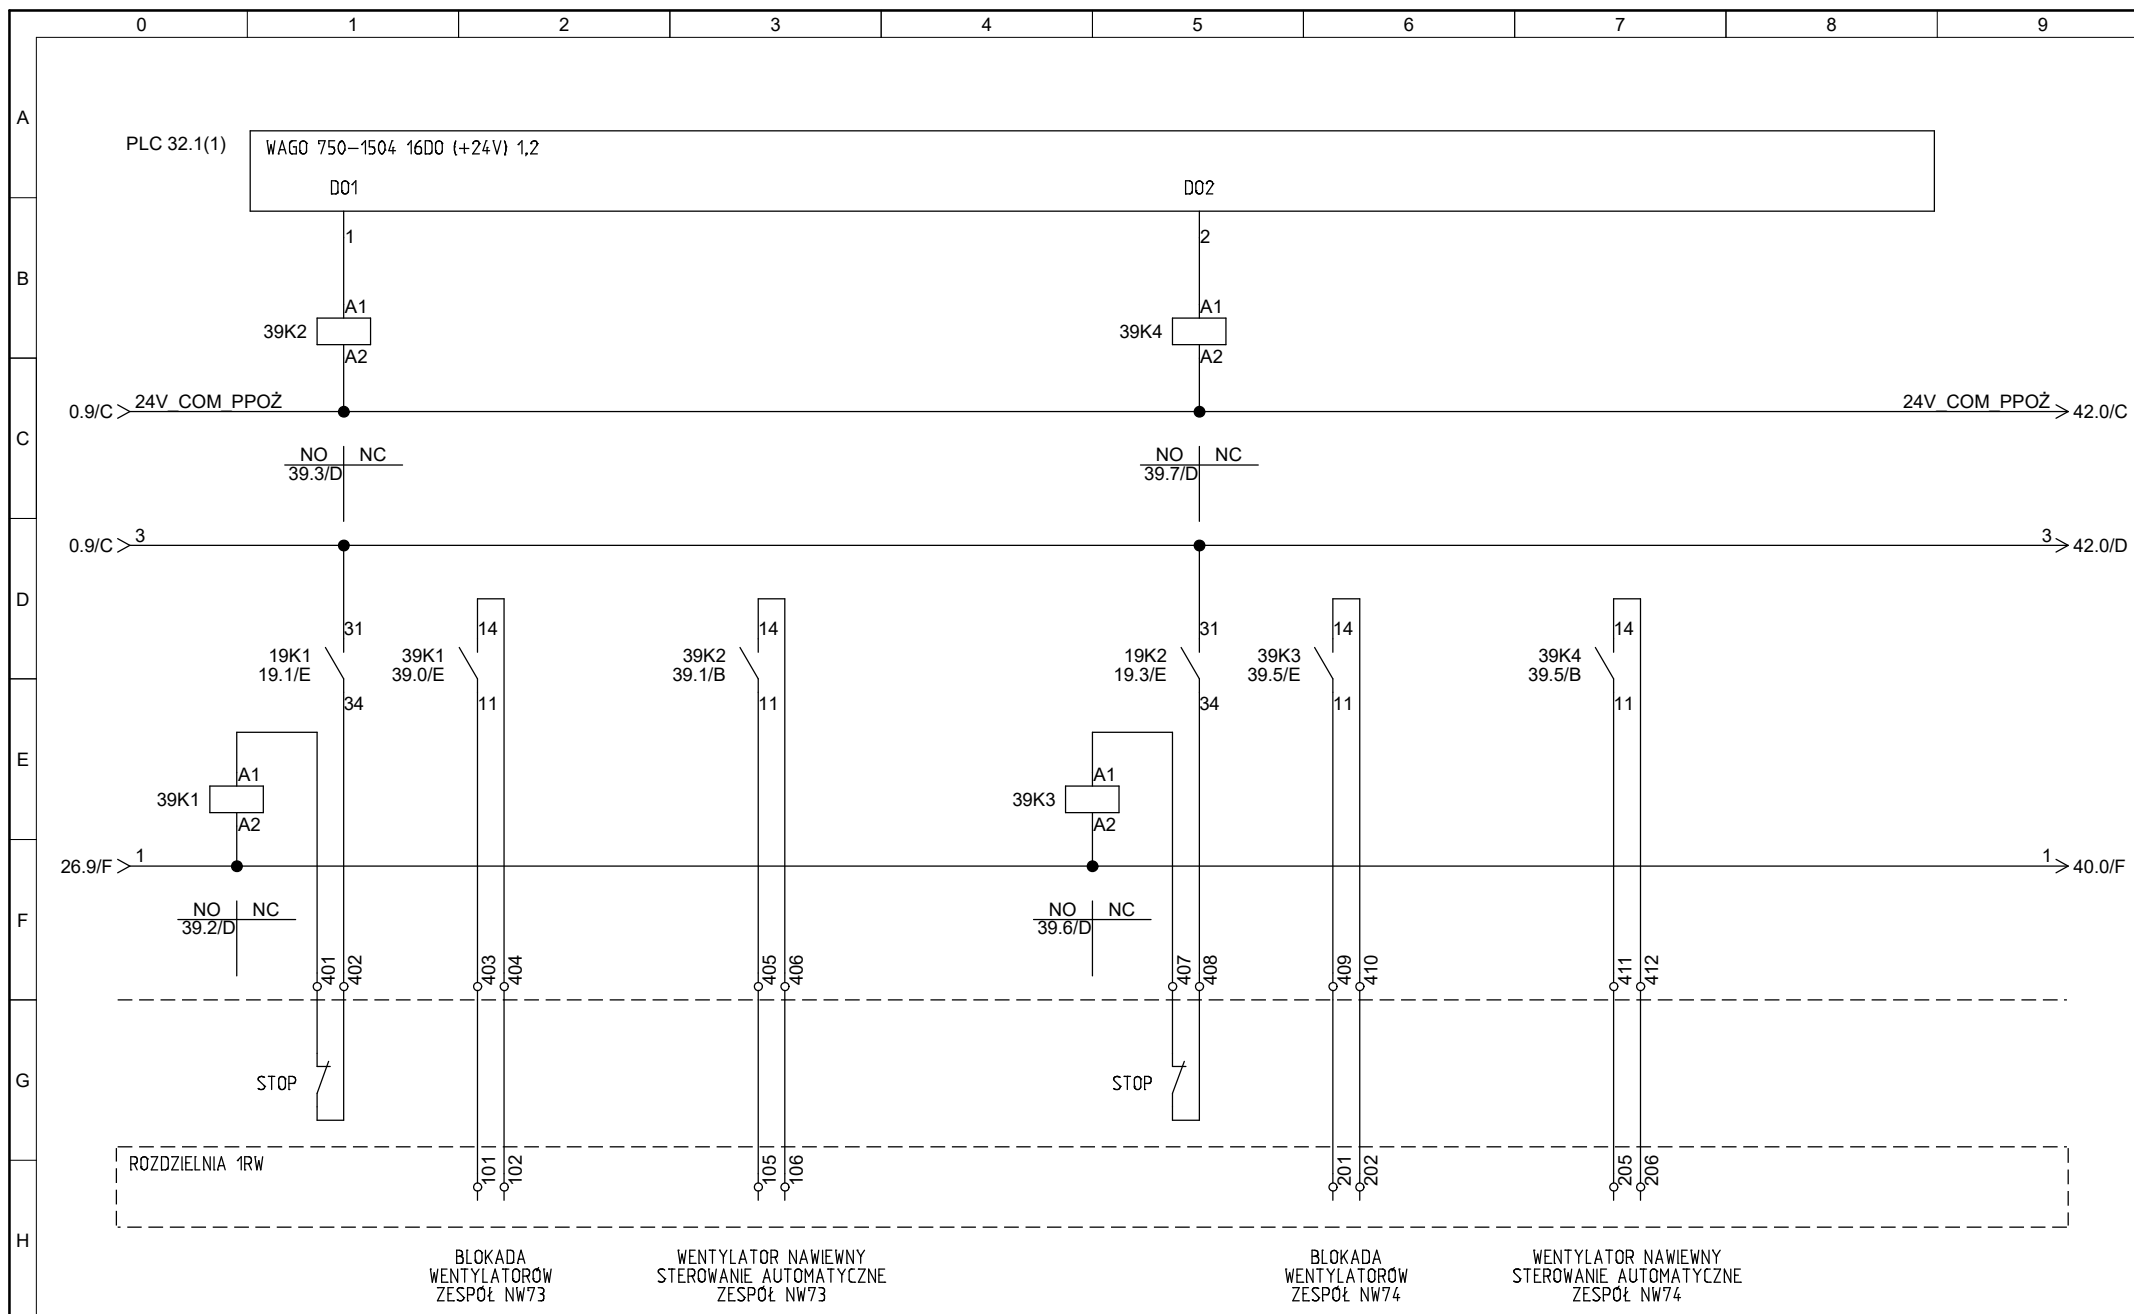 0 1 2 3 4 5 6 7 8 9
A
PLC 32.1(1) WAGO 750-1504 16DO (+24V) 1,2
DO1 DO2
1 2
B
A1 A1
39K2 39K4
A2 A2
0.9/C 24V_COM_PPOŻ 24V_COM_PPOŻ 42.0/C
C
NO NC NO NC
39.3/D 39.7/D
0.9/C 3 3 42.0/D
D
31 14 14 31 14 14
19K1 39K1 39K2 19K2 39K3 39K4
19.1/E 39.0/E 39.1/B 19.3/E 39.5/E 39.5/B
34 11 11 34 11 11
E
A1 A1
39K1 39K3
A2 A2
26.9/F 1 1 40.0/F
F
NO NC NO NC
39.2/D 39.6/D
401 402 403 404 405 406 407 408 409 410 411 412
G
STOP STOP
ROZDZIELNIA 1RW
101 102 105 106 201 202 205 206
H
BLOKADA
WENTYLATORÓW
ZESPÓŁ NW73
WENTYLATOR NAWIEWNY
STEROWANIE AUTOMATYCZNE
ZESPÓŁ NW73
BLOKADA
WENTYLATORÓW
ZESPÓŁ NW74
WENTYLATOR NAWIEWNY
STEROWANIE AUTOMATYCZNE
ZESPÓŁ NW74